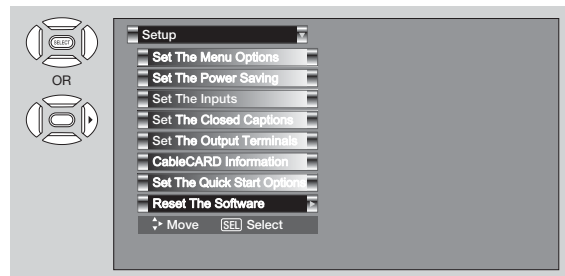 SELECT
OR
Setup
Set The Menu Options
Set The Power Saving
Set The Inputs
Set The Closed Captions
Set The Output Terminals
CableCARD Information
Set The Quick Start Options
Reset The Software
Move SEL Select